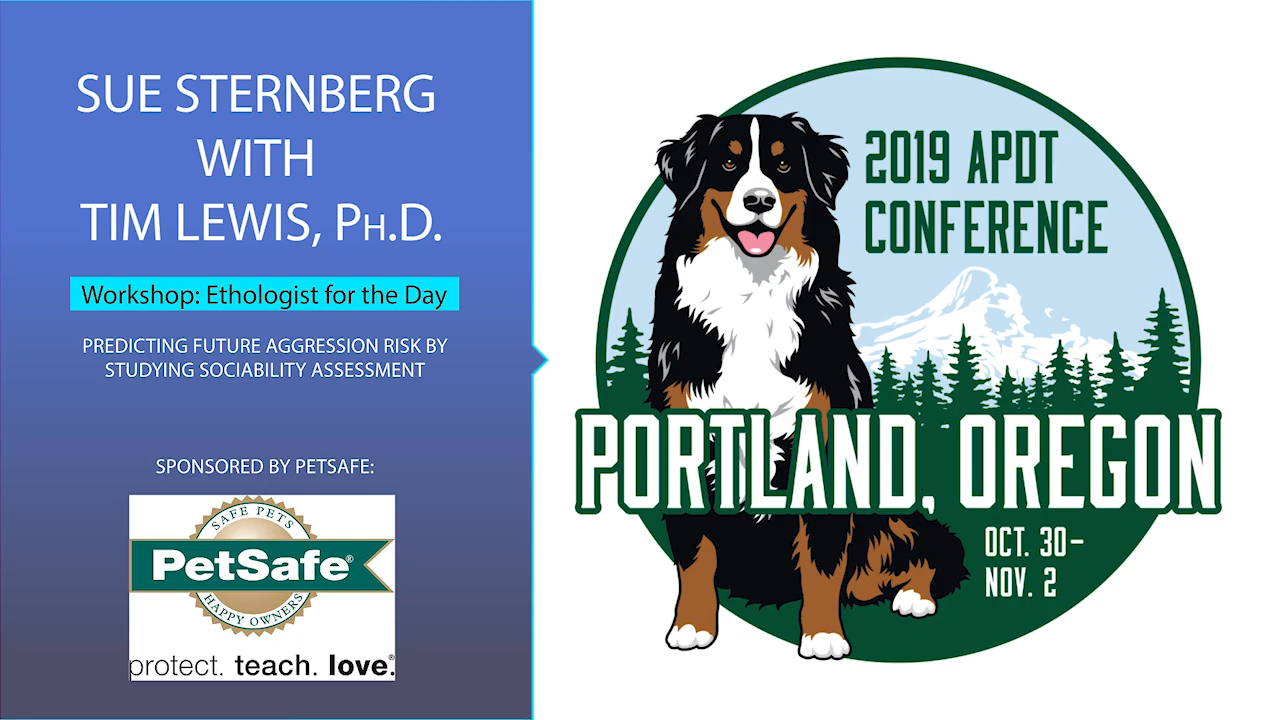 SUE STERNBERG
WITH
TIM LEWIS, PH.D.
Workshop: Ethologist for the Day
PREDICTING FUTURE AGGRESSION RISK BY
STUDYING SOCIABILITY ASSESSMENT
SPONSORED BY PETSAFE:
SAFE PETS
PetSafe®
HAPPY OWNERS
protect. teach. love.®
2019 APDT
CONFERENCE
PORTLAND, OREGON
OCT. 30–
NOV. 2